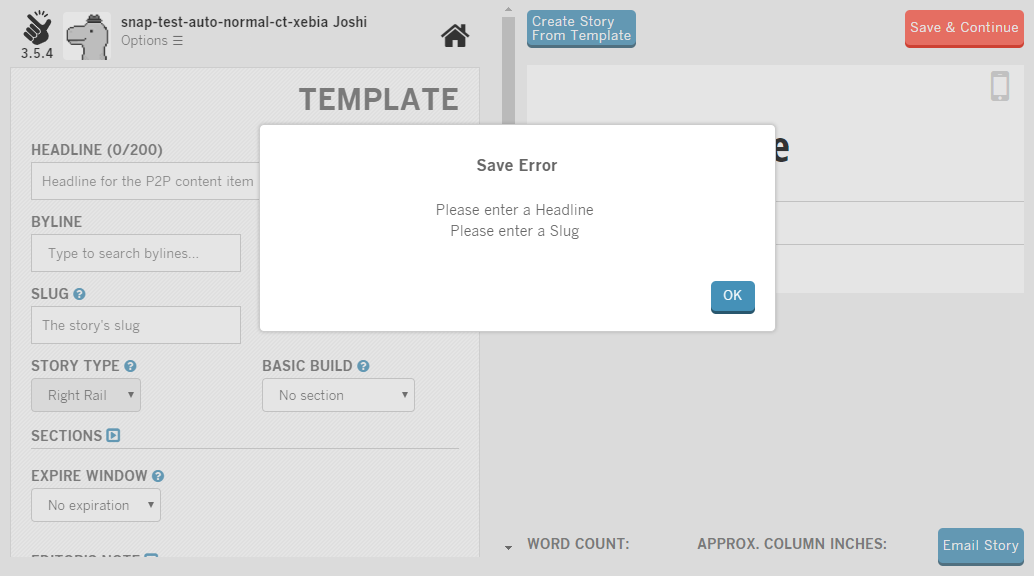 snap-test-auto-normal-ct-xebia Joshi
Options ☰
3.5.4
Create Story
From Template
Save & Continue
TEMPLATE
HEADLINE (0/200)
Headline for the P2P content item
BYLINE
Type to search bylines...
SLUG ?
The story's slug
STORY TYPE ?
BASIC BUILD ?
Right Rail ▾
No section ▾
SECTIONS
EXPIRE WINDOW ?
No expiration ▾
e
Save Error
Please enter a Headline
Please enter a Slug
OK
WORD COUNT:
APPROX. COLUMN INCHES:
Email Story